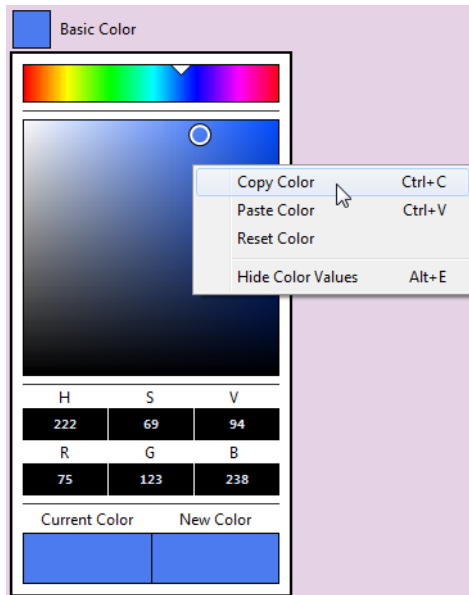 Basic Color
Copy Color Ctrl+C
Paste Color Ctrl+V
Reset Color
Hide Color Values Alt+E
H S V
222 69 94
R G B
75 123 238
Current Color New Color